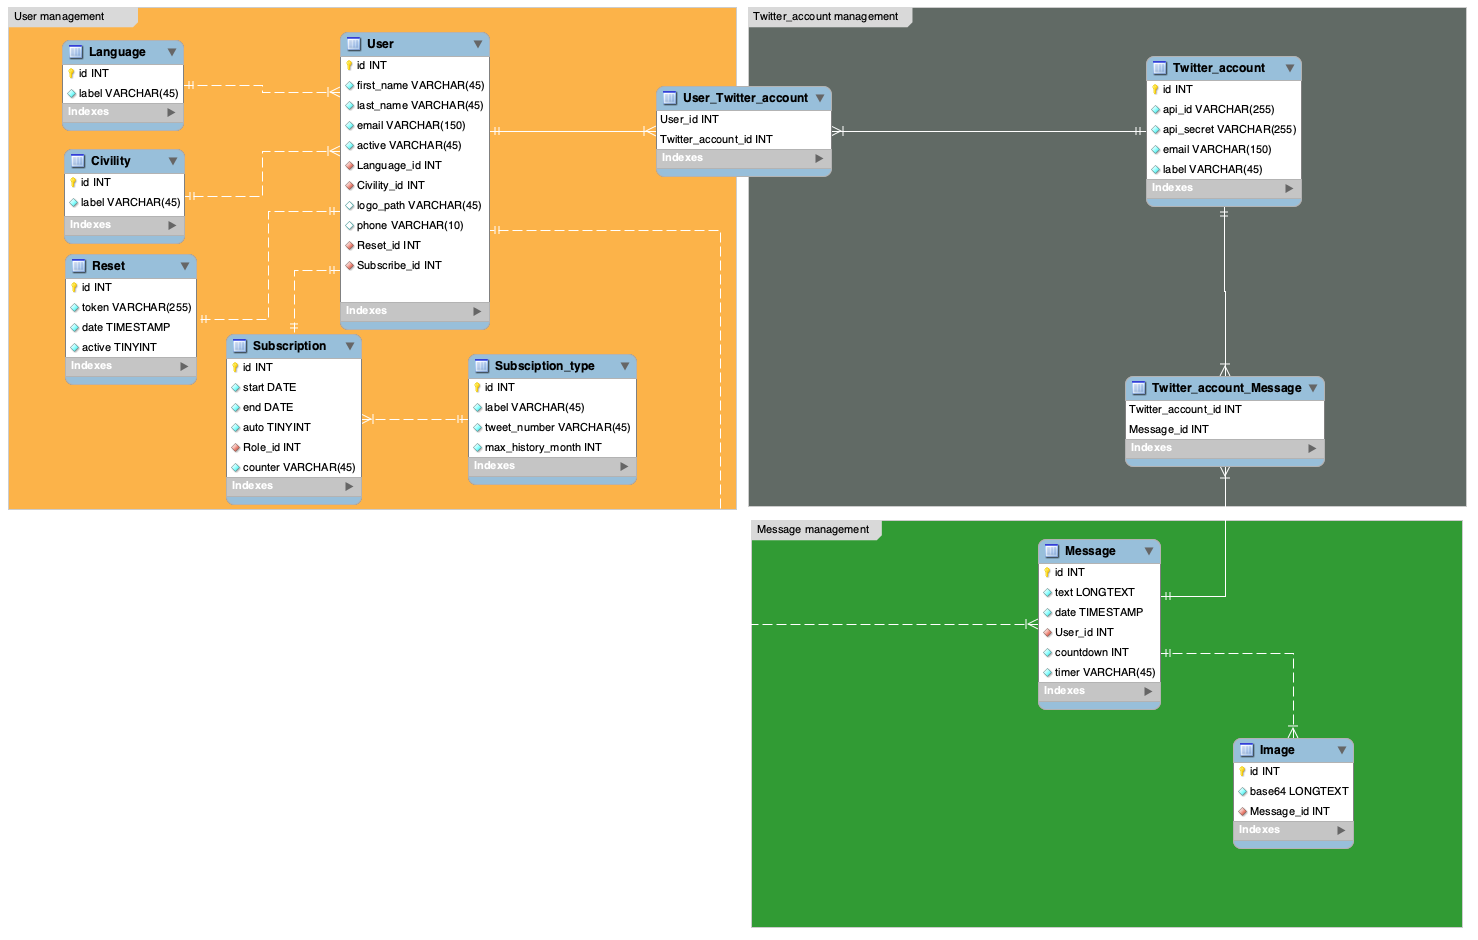 User management
Language
id INT
label VARCHAR(45)
Indexes
Civility
id INT
label VARCHAR(45)
Indexes
Reset
id INT
token VARCHAR(255)
date TIMESTAMP
active TINYINT
Indexes
User
id INT
first_name VARCHAR(45)
last_name VARCHAR(45)
email VARCHAR(150)
active VARCHAR(45)
Language_id INT
Civility_id INT
logo_path VARCHAR(45)
phone VARCHAR(10)
Reset_id INT
Subscribe_id INT
Indexes
Subscription
id INT
start DATE
end DATE
auto TINYINT
Role_id INT
counter VARCHAR(45)
Indexes
Subsciption_type
id INT
label VARCHAR(45)
tweet_number VARCHAR(45)
max_history_month INT
Indexes
User_Twitter_account
User_id INT
Twitter_account_id INT
Indexes
Twitter_account management
Twitter_account
id INT
api_id VARCHAR(255)
api_secret VARCHAR(255)
email VARCHAR(150)
label VARCHAR(45)
Indexes
Twitter_account_Message
Twitter_account_id INT
Message_id INT
Indexes
Message management
Message
id INT
text LONGTEXT
date TIMESTAMP
User_id INT
countdown INT
timer VARCHAR(45)
Indexes
Image
id INT
base64 LONGTEXT
Message_id INT
Indexes